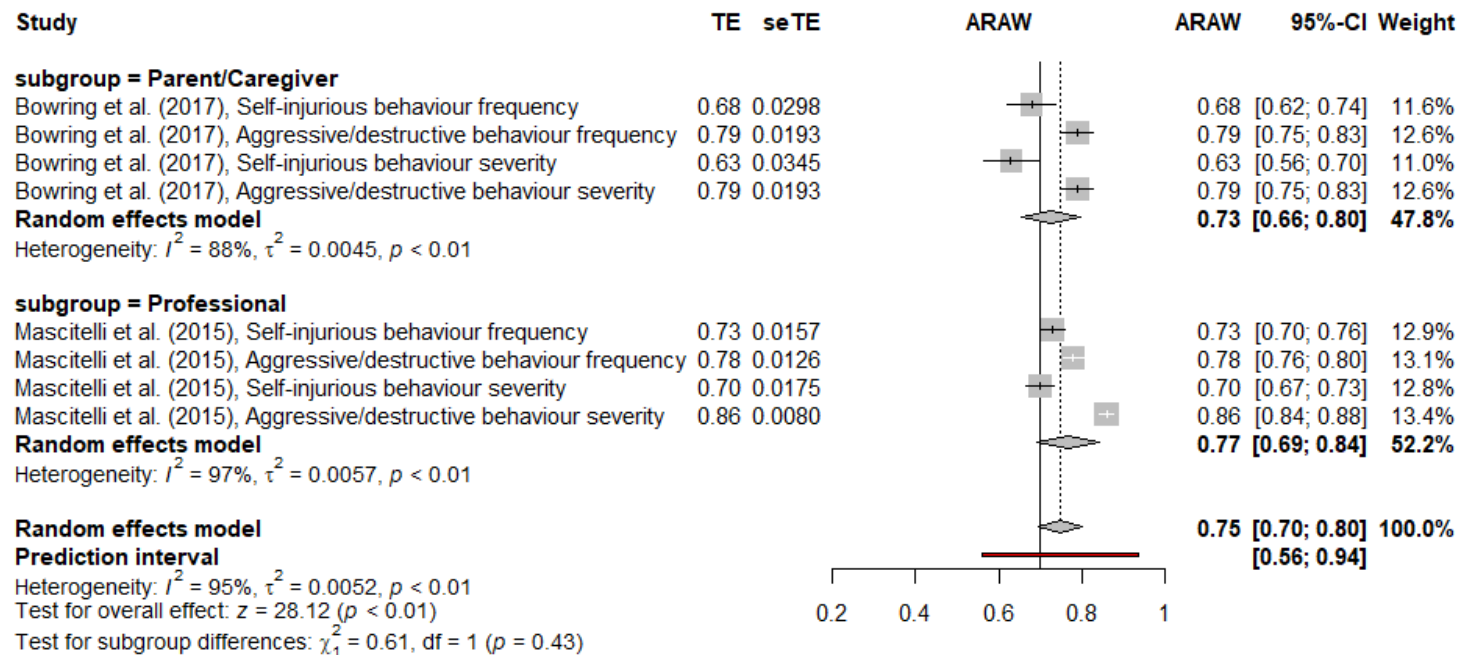 Study TE seTE ARAW ARAW 95%-CI Weight
subgroup = Parent/Caregiver
Bowring et al. (2017), Self-injurious behaviour frequency 0.68 0.0298 0.68 [0.62; 0.74] 11.6%
Bowring et al. (2017), Aggressive/destructive behaviour frequency 0.79 0.0193 0.79 [0.75; 0.83] 12.6%
Bowring et al. (2017), Self-injurious behaviour severity 0.63 0.0345 0.63 [0.56; 0.70] 11.0%
Bowring et al. (2017), Aggressive/destructive behaviour severity 0.79 0.0193 0.79 [0.75; 0.83] 12.6%
Random effects model 0.73 [0.66; 0.80] 47.8%
Heterogeneity: I² = 88%, τ² = 0.0045, p < 0.01
subgroup = Professional
Mascitelli et al. (2015), Self-injurious behaviour frequency 0.73 0.0157 0.73 [0.70; 0.76] 12.9%
Mascitelli et al. (2015), Aggressive/destructive behaviour frequency 0.78 0.0126 0.78 [0.76; 0.80] 13.1%
Mascitelli et al. (2015), Self-injurious behaviour severity 0.70 0.0175 0.70 [0.67; 0.73] 12.8%
Mascitelli et al. (2015), Aggressive/destructive behaviour severity 0.86 0.0080 0.86 [0.84; 0.88] 13.4%
Random effects model 0.77 [0.69; 0.84] 52.2%
Heterogeneity: I² = 97%, τ² = 0.0057, p < 0.01
Random effects model 0.75 [0.70; 0.80] 100.0%
Prediction interval [0.56; 0.94]
Heterogeneity: I² = 95%, τ² = 0.0052, p < 0.01
Test for overall effect: z = 28.12 (p < 0.01)
0.2 0.4 0.6 0.8 1
Test for subgroup differences: χ₁² = 0.61, df = 1 (p = 0.43)